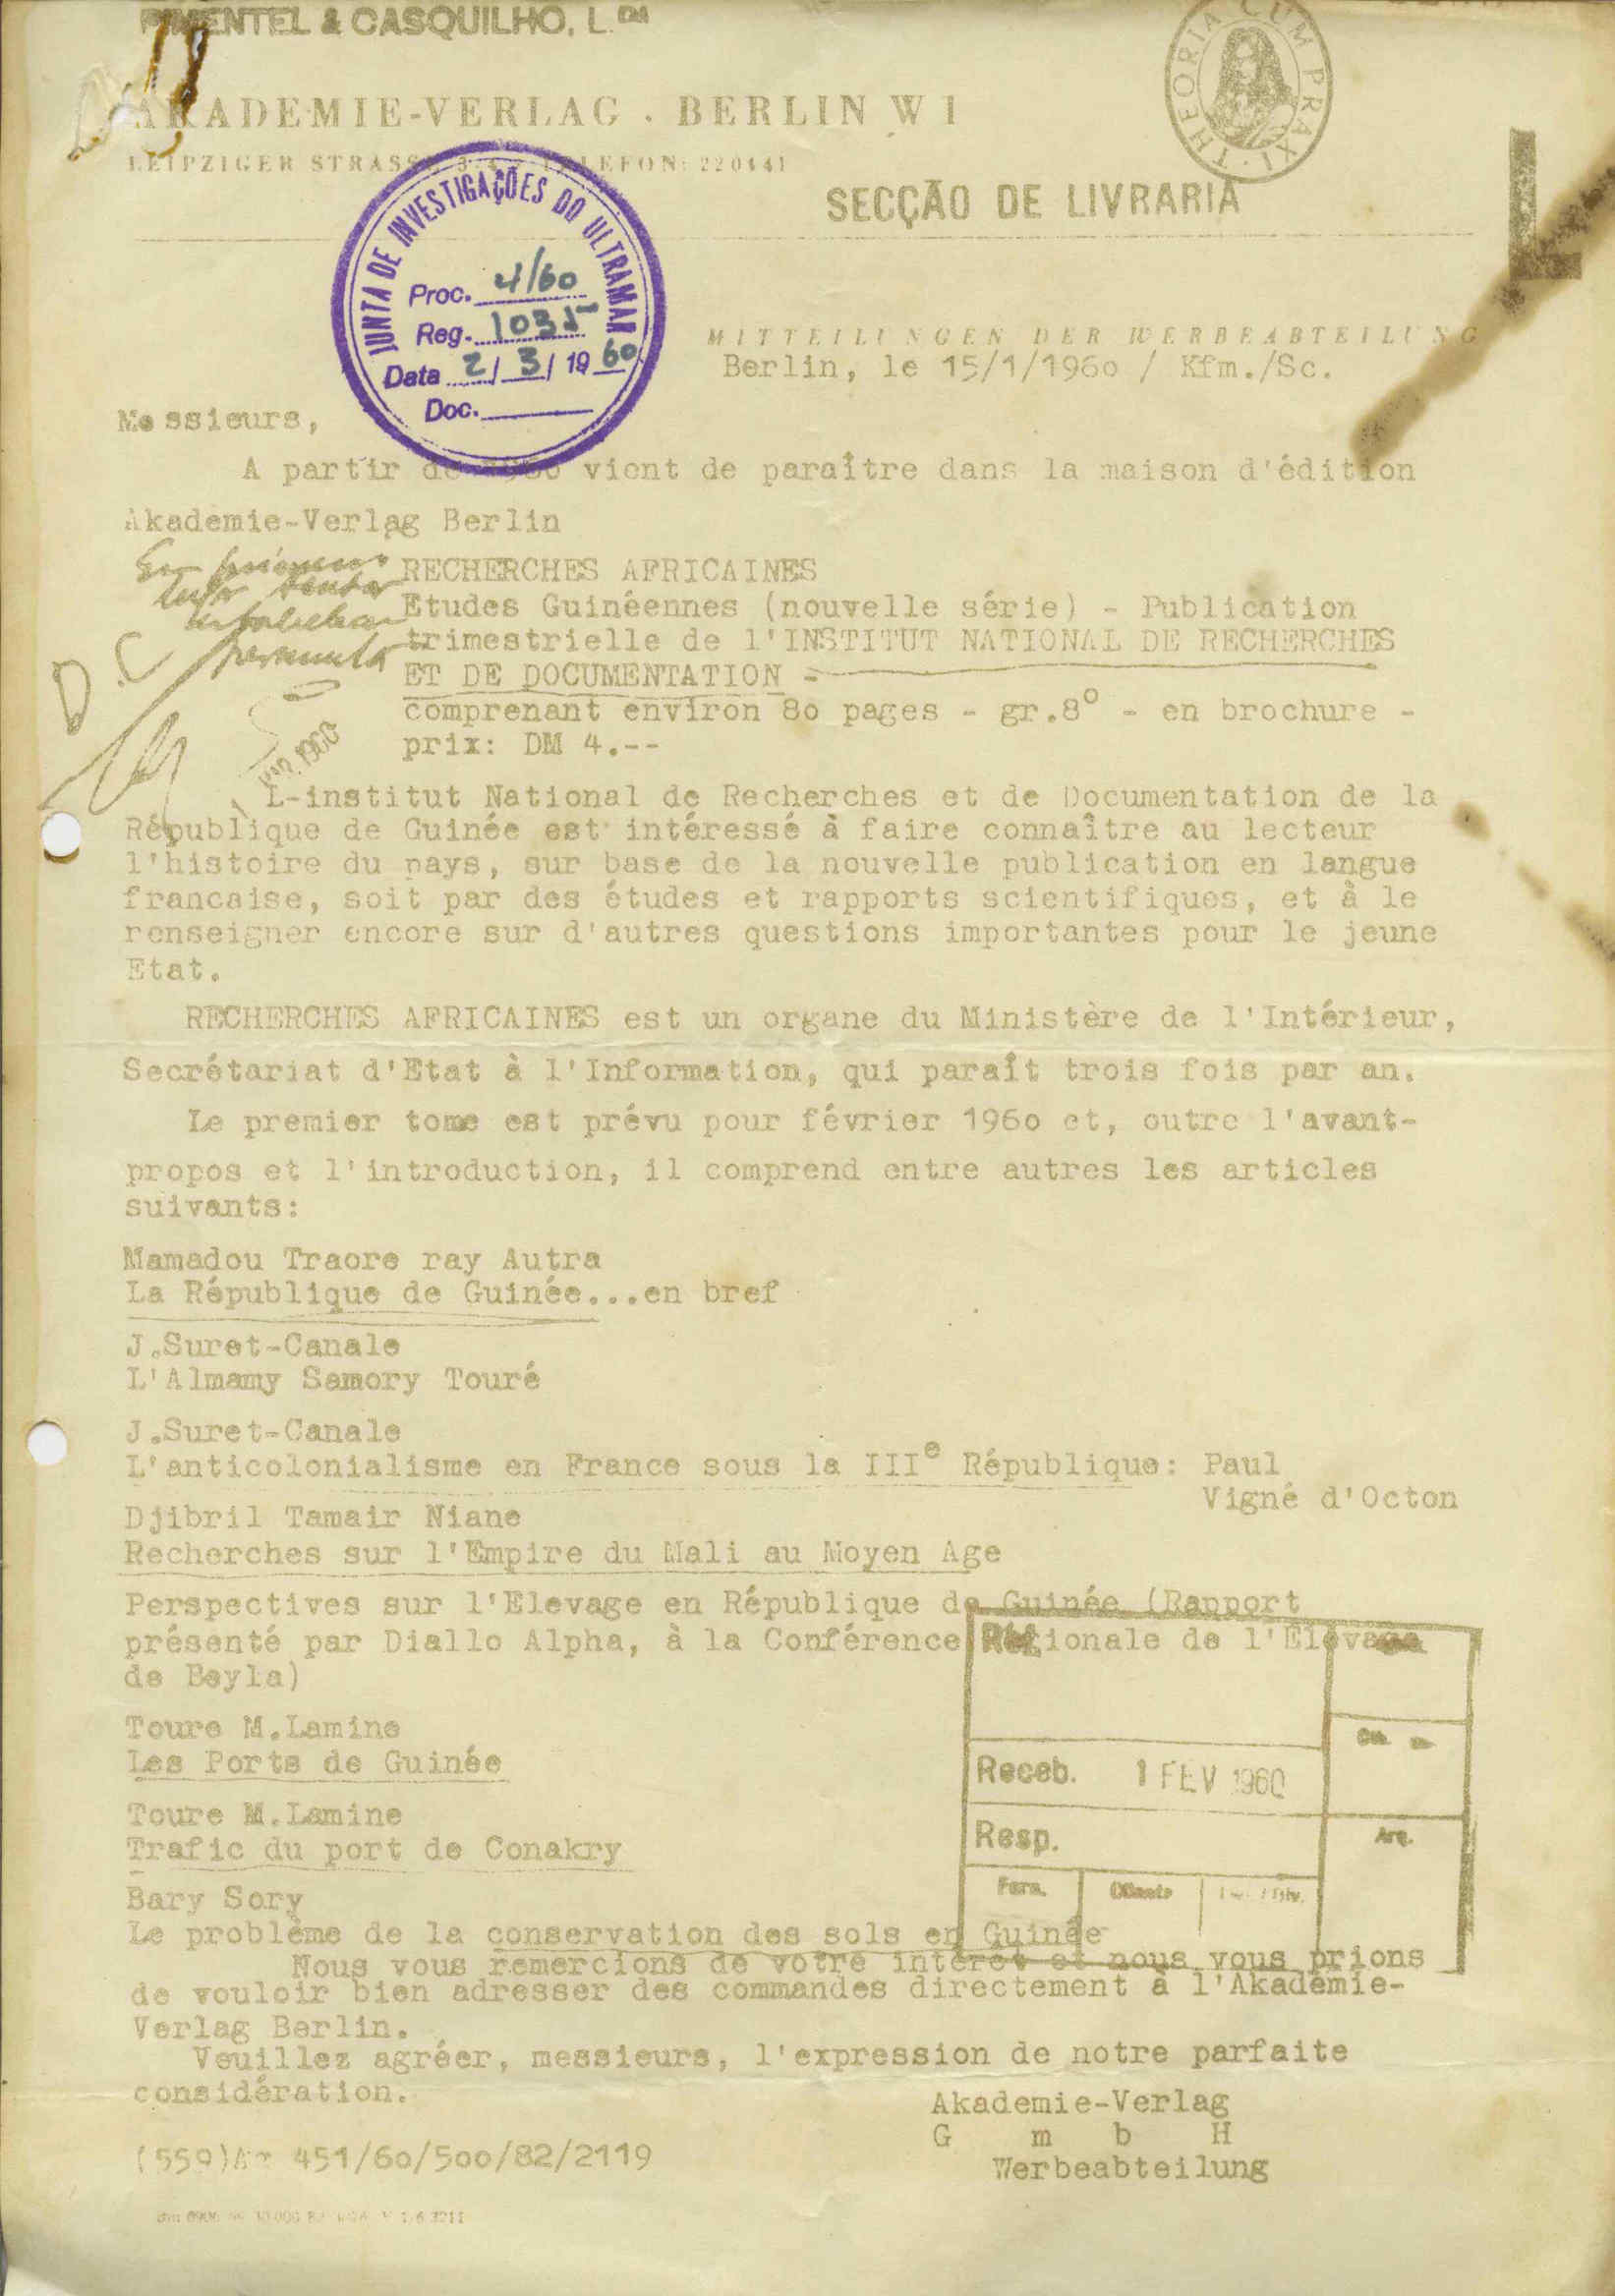 PIMENTEL & CASQUILHO, L.DA
THEORIA CUM PRAXI
AKADEMIE-VERLAG . BERLIN W 1
LEIPZIGER STRASSE TELEFON: 220441
SECÇÃO DE LIVRARIA
L
JUNTA DE INVESTIGAÇÕES DO ULTRAMAR
Proc. 4/60
Reg. 1035
Data 2/3/1960
Doc.
MITTEILUNGEN DER WERBEABTEILUNG
Berlin, le 15/1/1960 / Kfm./Sc.
Messieurs,
A partir de 1960 vient de paraître dans la maison d'édition
Akademie-Verlag Berlin
RECHERCHES AFRICAINES
Etudes Guinéennes (nouvelle série) - Publication
trimestrielle de l'INSTITUT NATIONAL DE RECHERCHES
ET DE DOCUMENTATION -
comprenant environ 80 pages - gr.8° - en brochure -
prix: DM 4.--
permuta
D.C
1960
L-institut National de Recherches et de Documentation de la
République de Guinée est intéressé à faire connaître au lecteur
l'histoire du pays, sur base de la nouvelle publication en langue
francaise, soit par des études et rapports scientifiques, et à le
renseigner encore sur d'autres questions importantes pour le jeune
Etat.
RECHERCHES AFRICAINES est un organe du Ministère de l'Intérieur,
Secrétariat d'Etat à l'Information, qui paraît trois fois par an.
Le premier tome est prévu pour février 1960 et, outre l'avant-
propos et l'introduction, il comprend entre autres les articles
suivants:
Mamadou Traore ray Autra
La République de Guinée...en bref
J.Suret-Canale
L'Almamy Samory Touré
J.Suret-Canale
L'anticolonialisme en France sous la IIIe République: Paul
Vigné d'Octon
Djibril Tamair Niane
Recherches sur l'Empire du Mali au Moyen Age
Perspectives sur l'Elevage en République de Guinée (Rapport
présenté par Diallo Alpha, à la Conférence Régionale de l'Elevage
de Beyla)
Toure M.Lamine
Les Ports de Guinée
Receb. 1 FEV 1960
Toure M.Lamine
Trafic du port de Conakry
Resp.
Arq.
Bary Sory
Le problème de la conservation des sols en Guinée
Nous vous remercions de votre intérêt et nous vous prions
de vouloir bien adresser des commandes directement à l'Akademie-
Verlag Berlin.
Veuillez agréer, messieurs, l'expression de notre parfaite
considération.
Akademie-Verlag
G m b H
Werbeabteilung
(559)Ag 451/60/500/82/2119